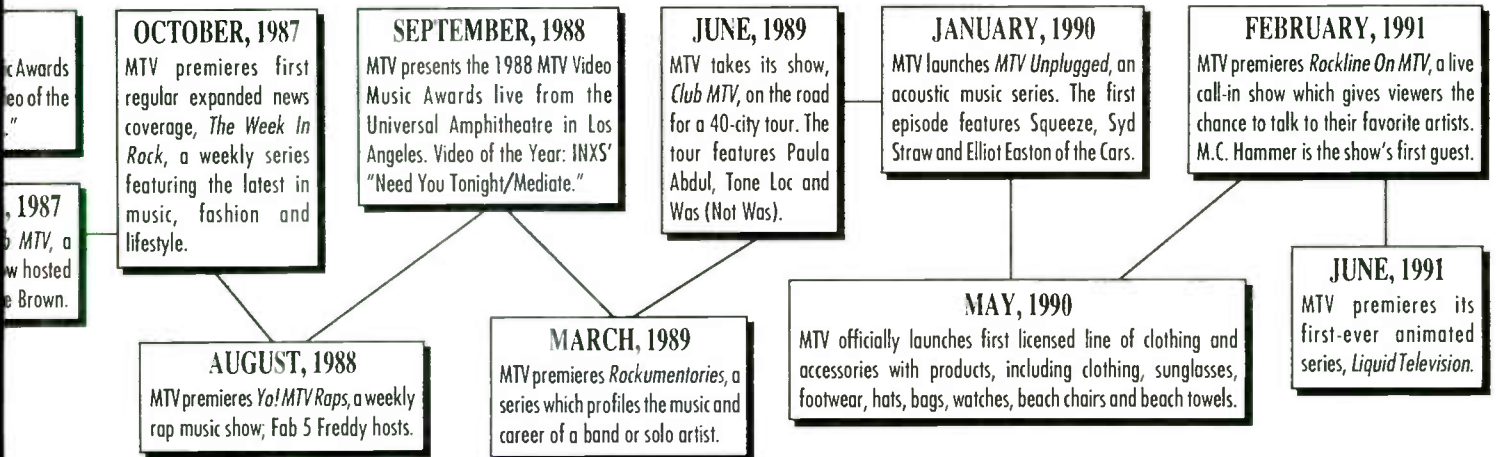 c Awards
eo of the
."
, 1987
MTV, a
w hosted
e Brown.
OCTOBER, 1987
MTV premieres first
regular expanded news
coverage, The Week In
Rock, a weekly series
featuring the latest in
music, fashion and
lifestyle.
AUGUST, 1988
MTV premieres Yo! MTV Raps, a weekly
rap music show; Fab 5 Freddy hosts.
SEPTEMBER, 1988
MTV presents the 1988 MTV Video
Music Awards live from the
Universal Amphitheatre in Los
Angeles. Video of the Year: INXS'
"Need You Tonight/Mediate."
MARCH, 1989
MTV premieres Rockumentories, a
series which profiles the music and
career of a band or solo artist.
JUNE, 1989
MTV takes its show,
Club MTV, on the road
for a 40-city tour. The
tour features Paula
Abdul, Tone Loc and
Was (Not Was).
JANUARY, 1990
MTV launches MTV Unplugged, an
acoustic music series. The first
episode features Squeeze, Syd
Straw and Elliot Easton of the Cars.
MAY, 1990
MTV officially launches first licensed line of clothing and
accessories with products, including clothing, sunglasses,
footwear, hats, bags, watches, beach chairs and beach towels.
FEBRUARY, 1991
MTV premieres Rockline On MTV, a live
call-in show which gives viewers the
chance to talk to their favorite artists.
M.C. Hammer is the show's first guest.
JUNE, 1991
MTV premieres its
first-ever animated
series, Liquid Television.